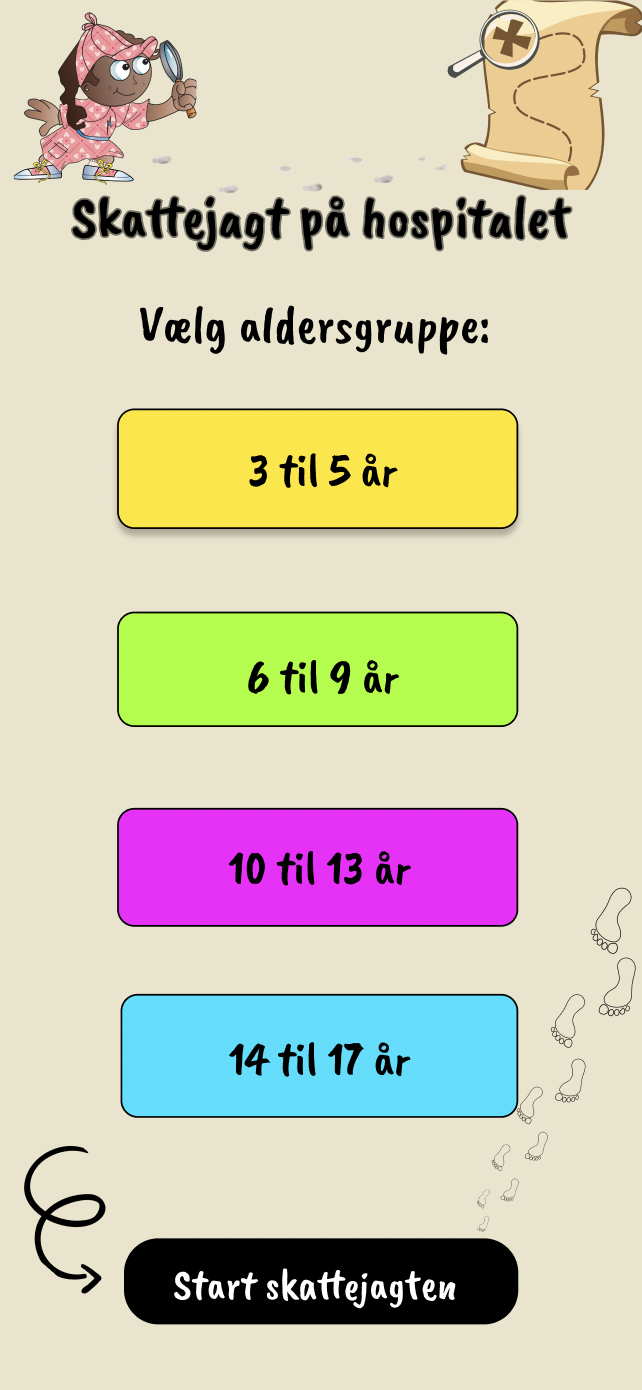 Skattejagt på hospitalet
Vælg aldersgruppe:
3 til 5 år
6 til 9 år
10 til 13 år
14 til 17 år
Start skattejagten